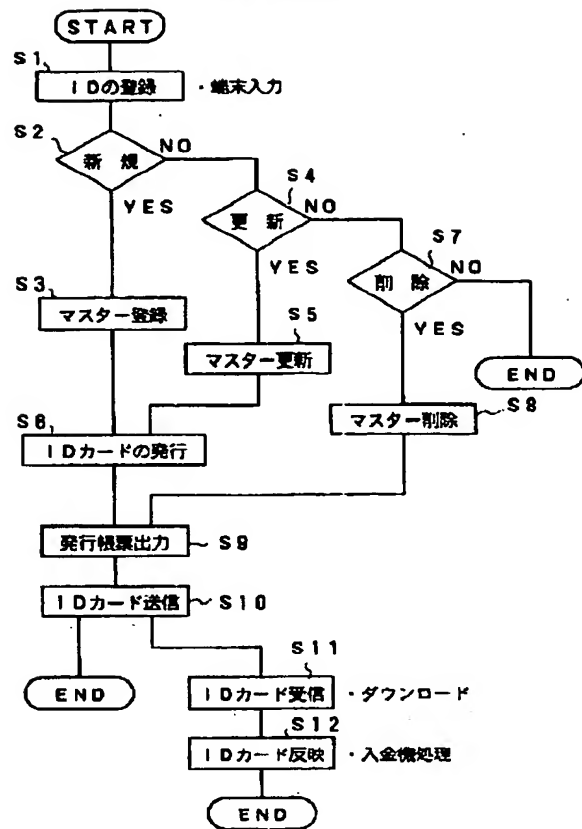 START
S1
IDの登録 ・端末入力
S2
新規
NO
YES
S4
更新
NO
YES
S7
削除
NO
YES
S3
マスター登録
S5
マスター更新
END
S8
マスター削除
S6
IDカードの発行
発行帳票出力 S9
IDカード送信 S10
END
S11
IDカード受信 ・ダウンロード
S12
IDカード反映 ・入金機処理
END